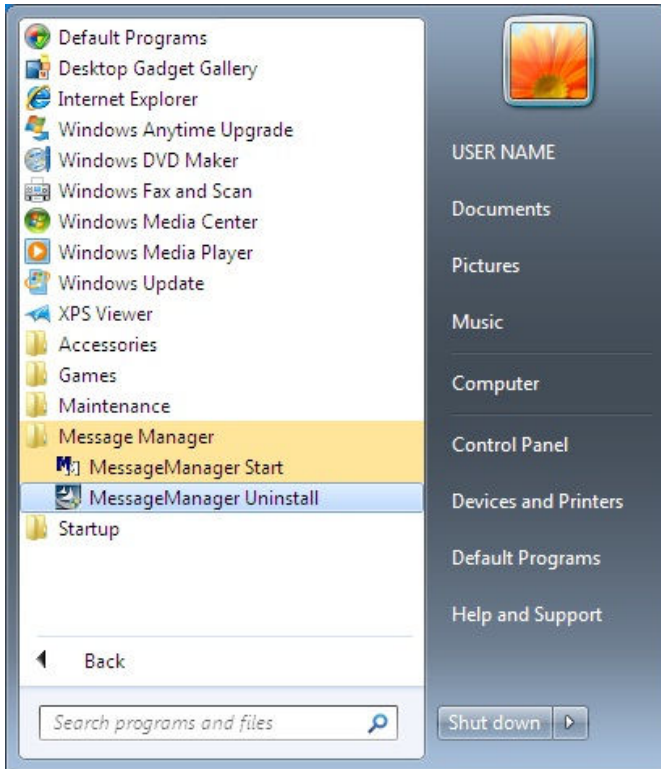 Default Programs
Desktop Gadget Gallery
Internet Explorer
Windows Anytime Upgrade
Windows DVD Maker
Windows Fax and Scan
Windows Media Center
Windows Media Player
Windows Update
XPS Viewer
Accessories
Games
Maintenance
Message Manager
MessageManager Start
MessageManager Uninstall
Startup
Back
Search programs and files
USER NAME
Documents
Pictures
Music
Computer
Control Panel
Devices and Printers
Default Programs
Help and Support
Shut down